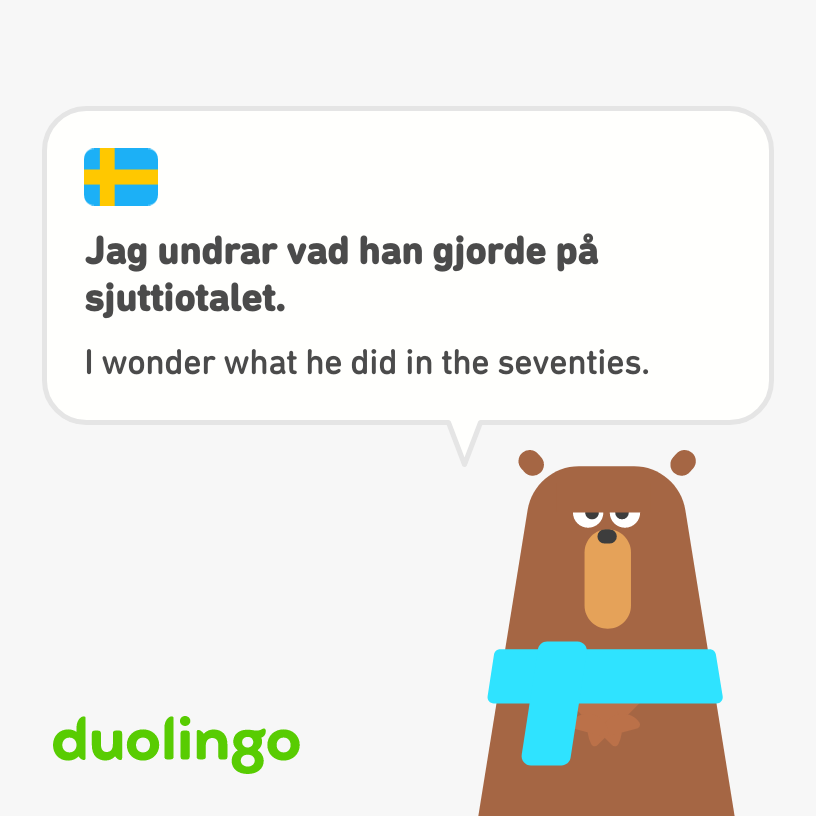 Jag undrar vad han gjorde på
sjuttiotalet.
I wonder what he did in the seventies.
duolingo